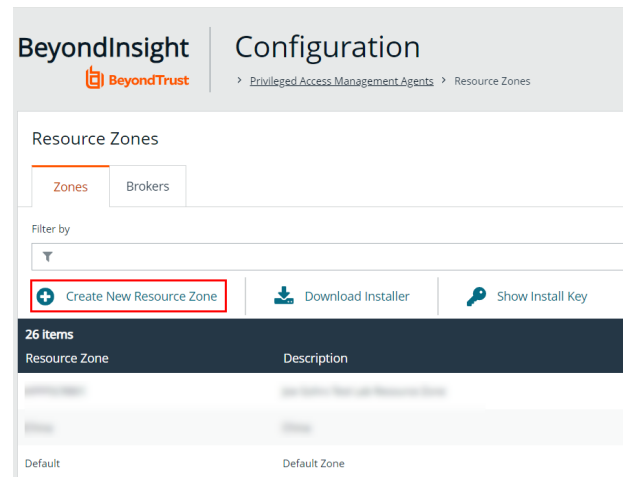 BeyondInsight
BeyondTrust
Configuration
> Privileged Access Management Agents > Resource Zones
Resource Zones
Zones Brokers
Filter by
Create New Resource Zone Download Installer Show Install Key
26 items
Resource Zone Description
Default Default Zone